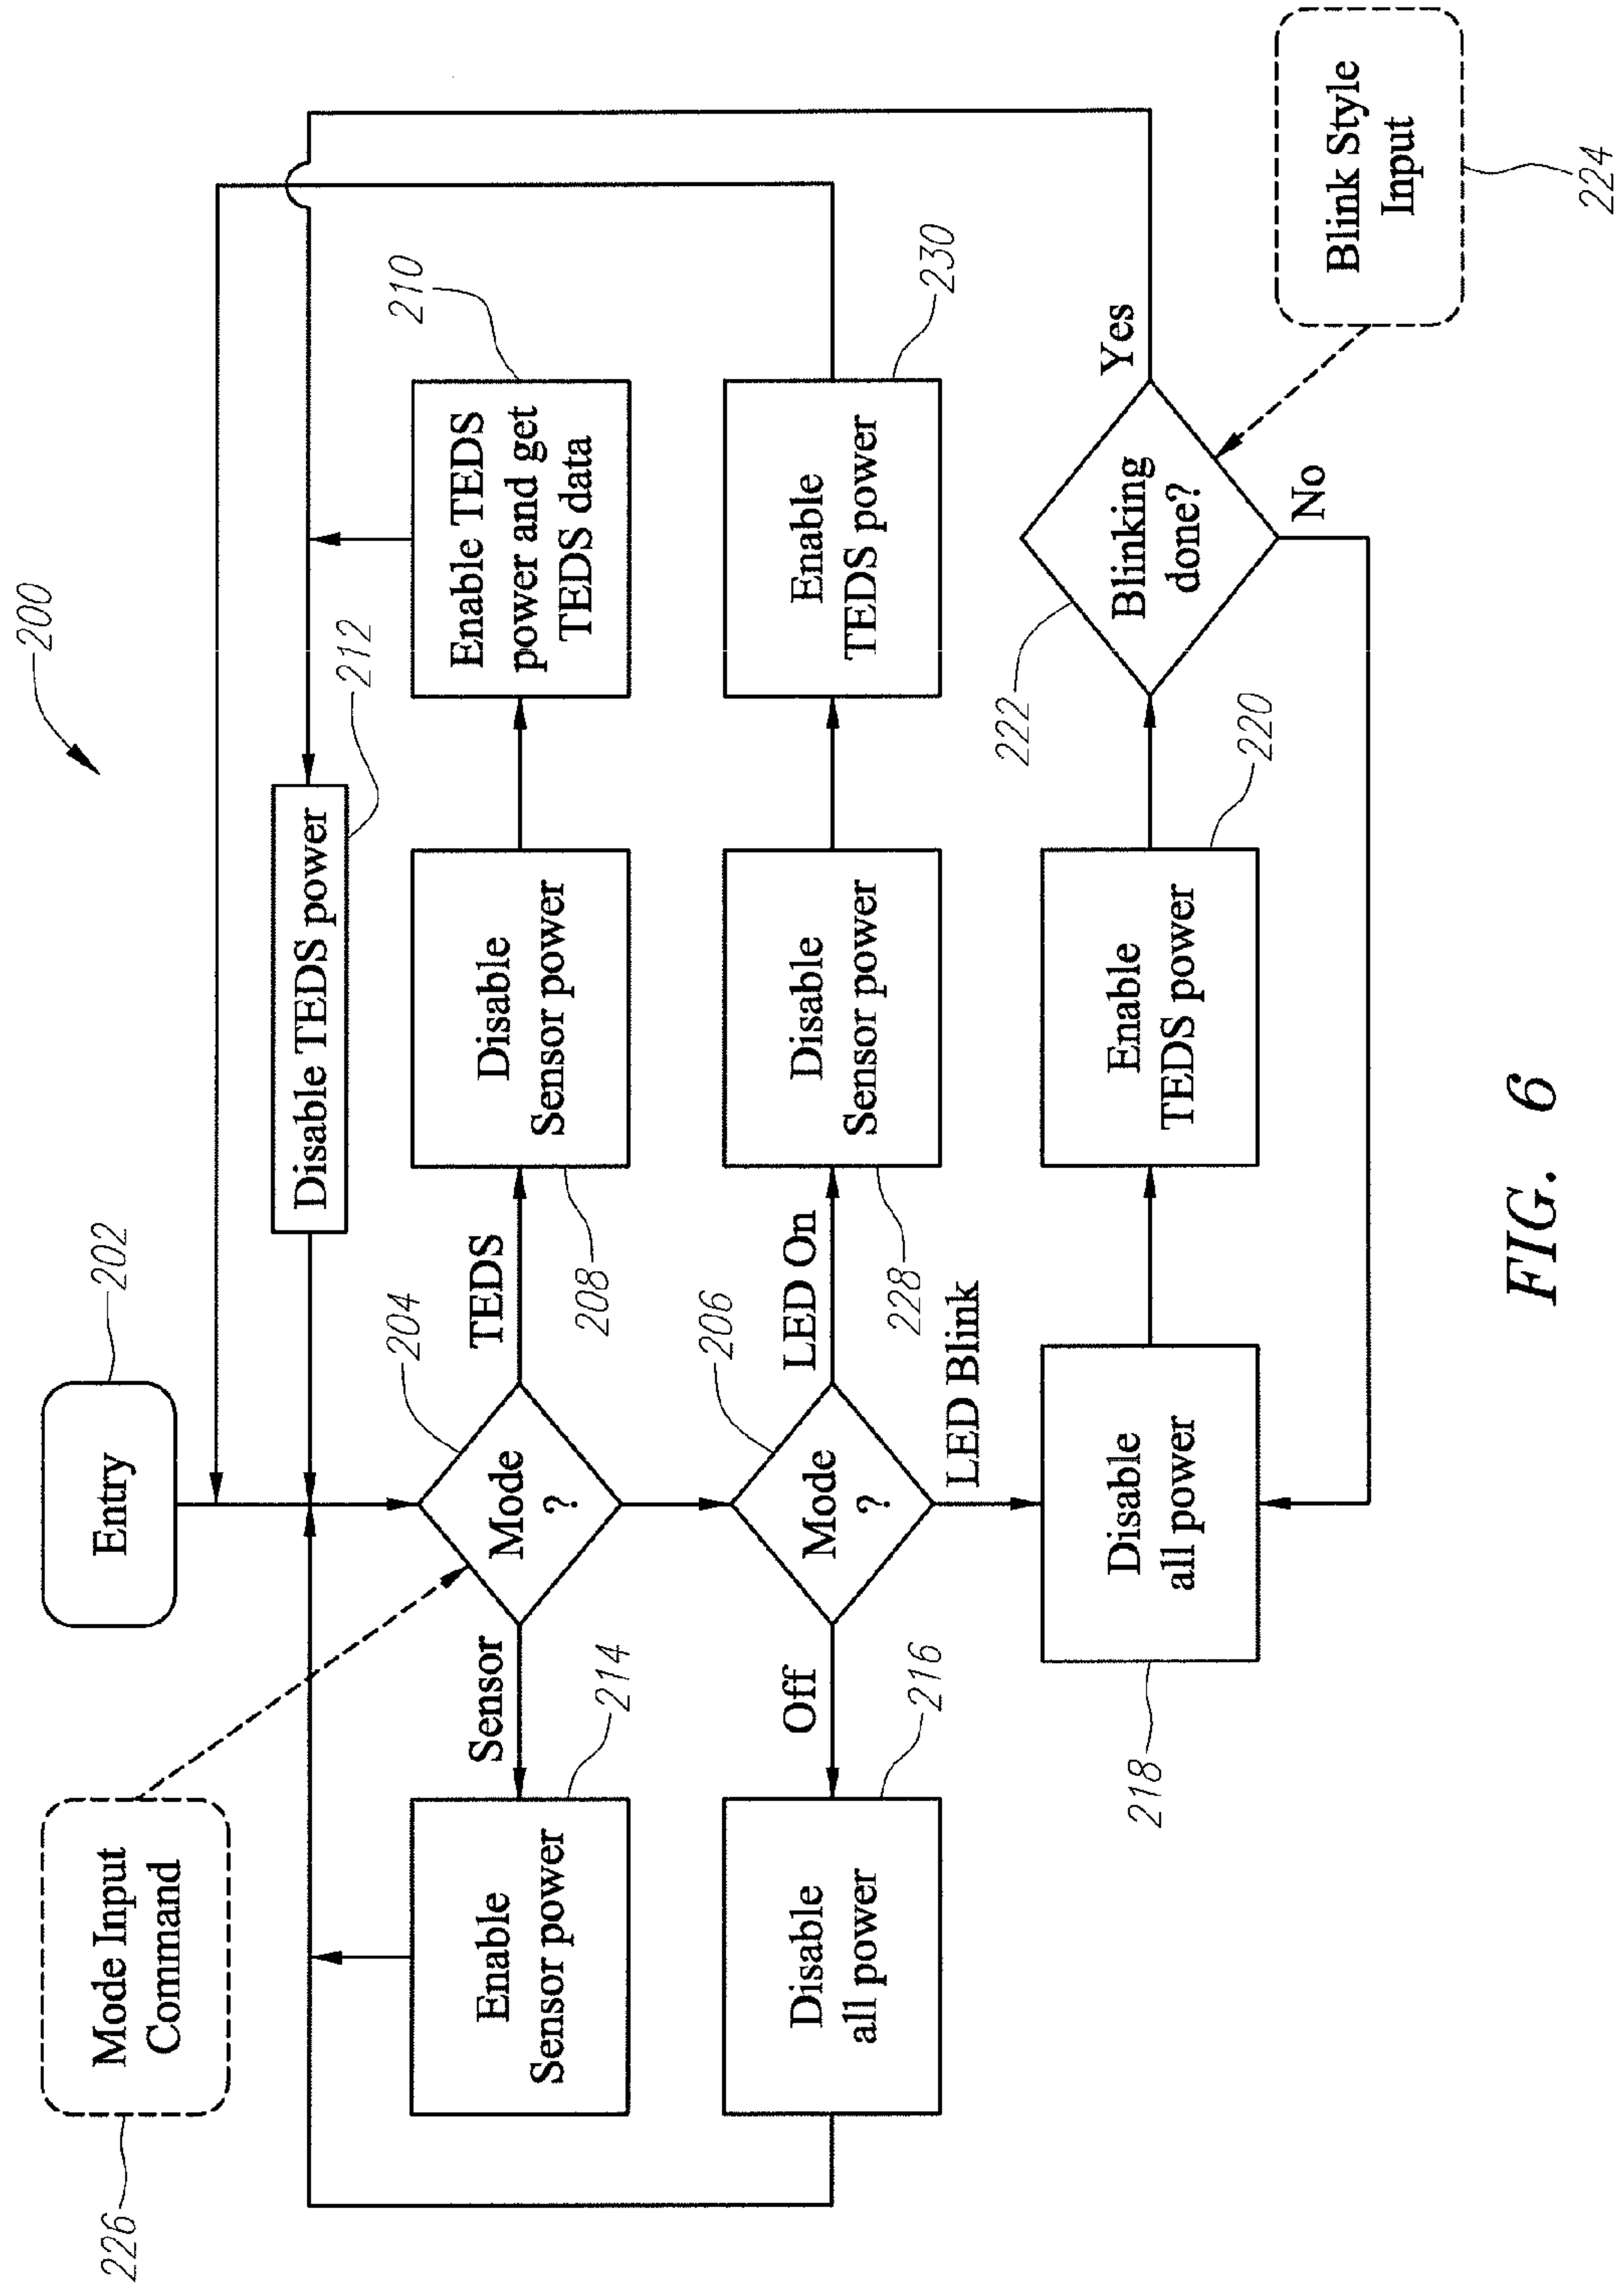 200
226
Mode Input
Command
Entry
202
Disable TEDS power
212
Enable
Sensor power
214
Sensor
Mode
?
204
TEDS
Disable
Sensor power
208
Enable TEDS
power and get
TEDS data
210
Disable
all power
216
Off
Mode
?
206
LED On
Disable
Sensor power
228
Enable
TEDS power
230
LED Blink
Disable
all power
218
Enable
TEDS power
220
Blinking
done?
222
Yes
No
Blink Style
Input
224
FIG. 6